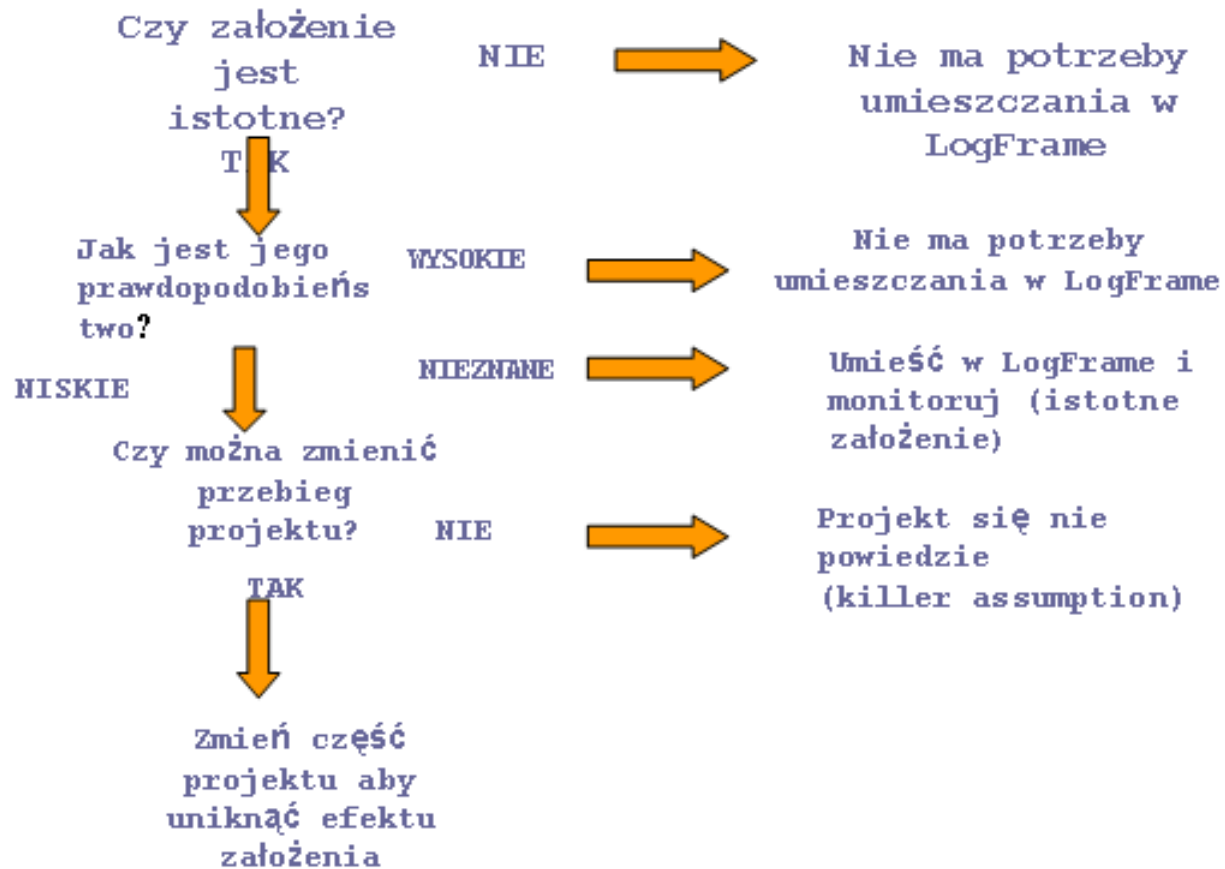 Czy założenie
jest
istotne?
TAK
NIE
Nie ma potrzeby
umieszczania w
LogFrame
Jak jest jego
prawdopodobieńs
two?
WYSOKIE
Nie ma potrzeby
umieszczania w LogFrame
NIEZNANE
Umieść w LogFrame i
monitoruj (istotne
założenie)
NISKIE
Czy można zmienić
przebieg
projektu?
NIE
Projekt się nie
powiedzie
(killer assumption)
TAK
Zmień część
projektu aby
uniknąć efektu
założenia